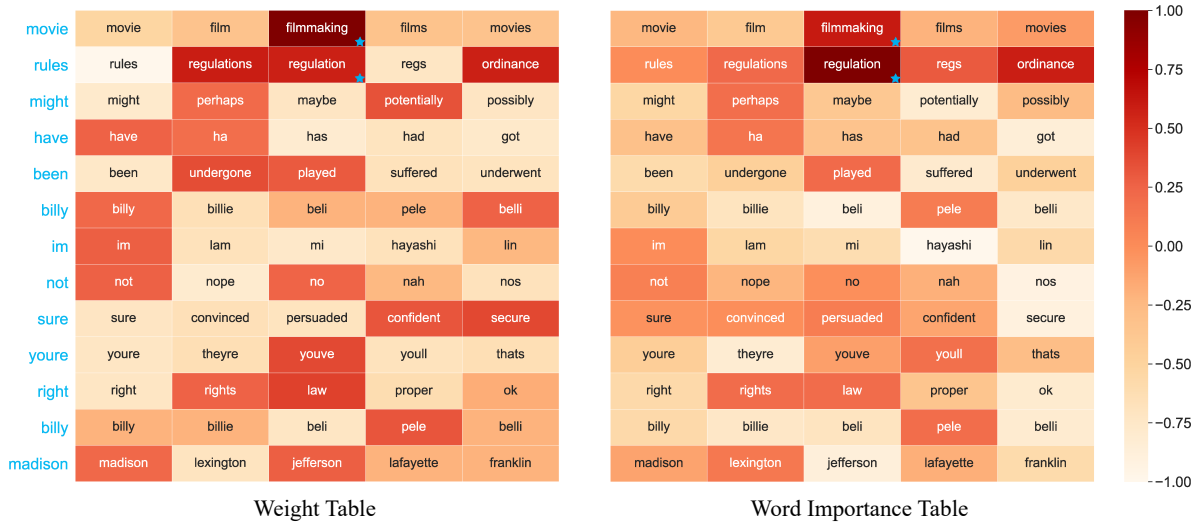 movie movie film filmmaking films movies movie film filmmaking films movies 1.00
rules rules regulations regulation regs ordinance rules regulations regulation regs ordinance 0.75
might might perhaps maybe potentially possibly might perhaps maybe potentially possibly
have have ha has had got have ha has had got 0.50
been been undergone played suffered underwent been undergone played suffered underwent
billy billy billie beli pele belli billy billie beli pele belli 0.25
im im lam mi hayashi lin im lam mi hayashi lin 0.00
not not nope no nah nos not nope no nah nos
sure sure convinced persuaded confident secure sure convinced persuaded confident secure −0.25
youre youre theyre youve youll thats youre theyre youve youll thats −0.50
right right rights law proper ok right rights law proper ok
billy billy billie beli pele belli billy billie beli pele belli −0.75
madison madison lexington jefferson lafayette franklin madison lexington jefferson lafayette franklin −1.00
Weight Table Word Importance Table